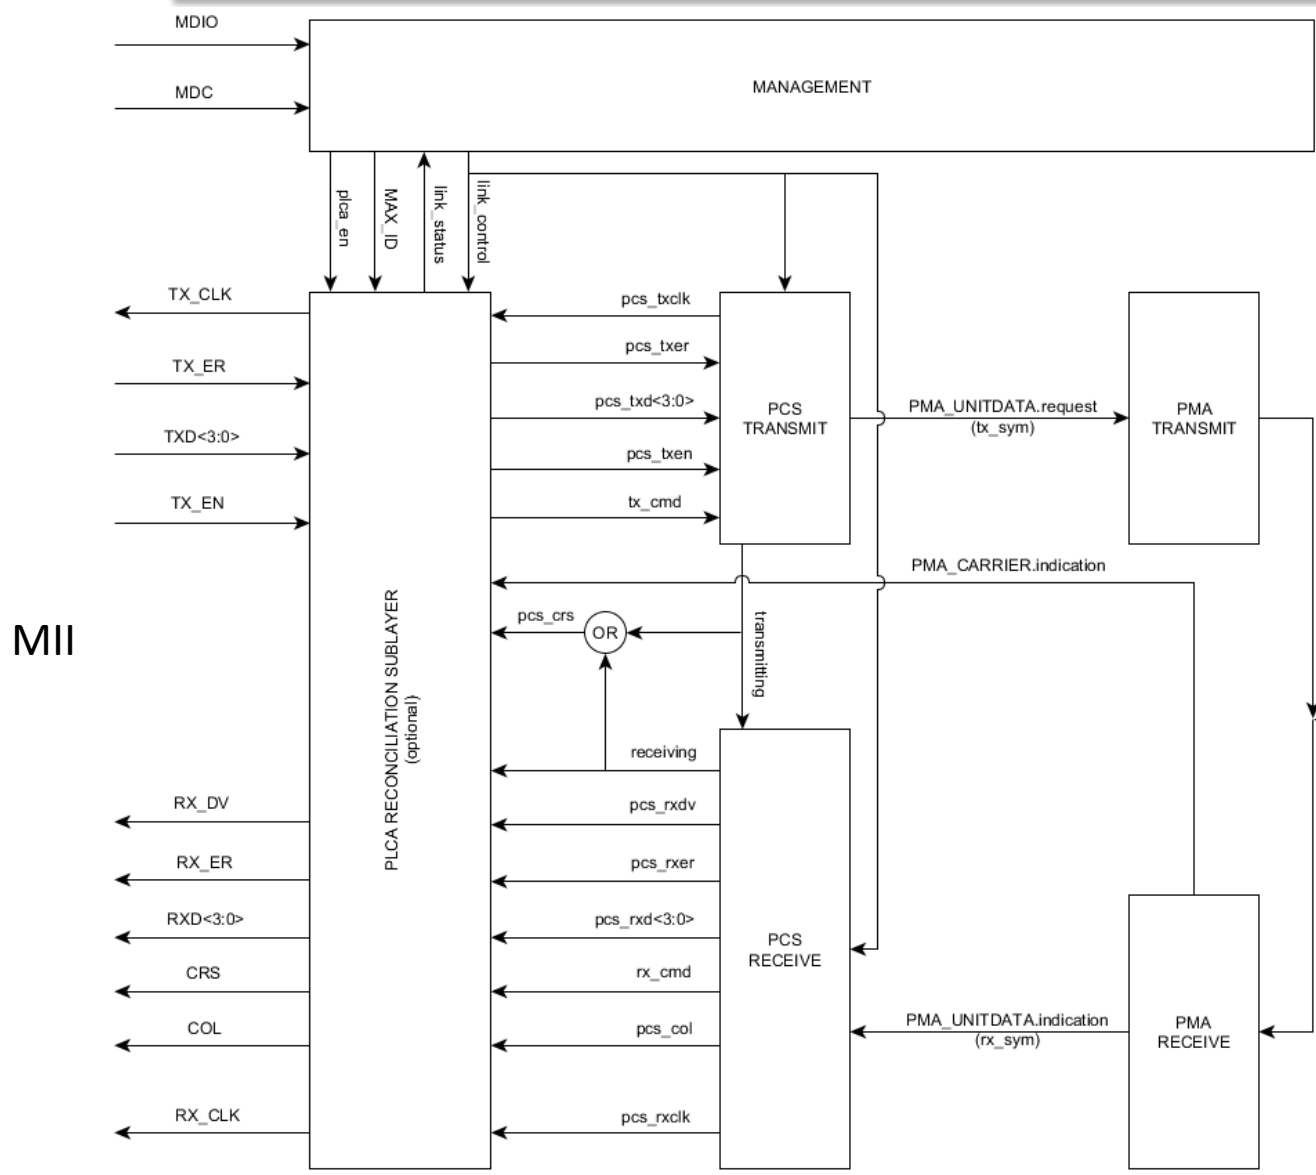 MDIO
MDC
MANAGEMENT
plca_en
MAX_ID
link_status
link_control
TX_CLK
TX_ER
TXD<3:0>
TX_EN
pcs_txclk
pcs_txer
pcs_txd<3:0>
pcs_txen
tx_cmd
PCS
TRANSMIT
PMA_UNITDATA.request
(tx_sym)
PMA
TRANSMIT
PMA_CARRIER.indication
MII
PLCA RECONCILIATION SUBLAYER
(optional)
pcs_crs
OR
transmitting
receiving
RX_DV
RX_ER
RXD<3:0>
CRS
COL
RX_CLK
pcs_rxdv
pcs_rxer
pcs_rxd<3:0>
rx_cmd
pcs_col
pcs_rxclk
PCS
RECEIVE
PMA_UNITDATA.indication
(rx_sym)
PMA
RECEIVE